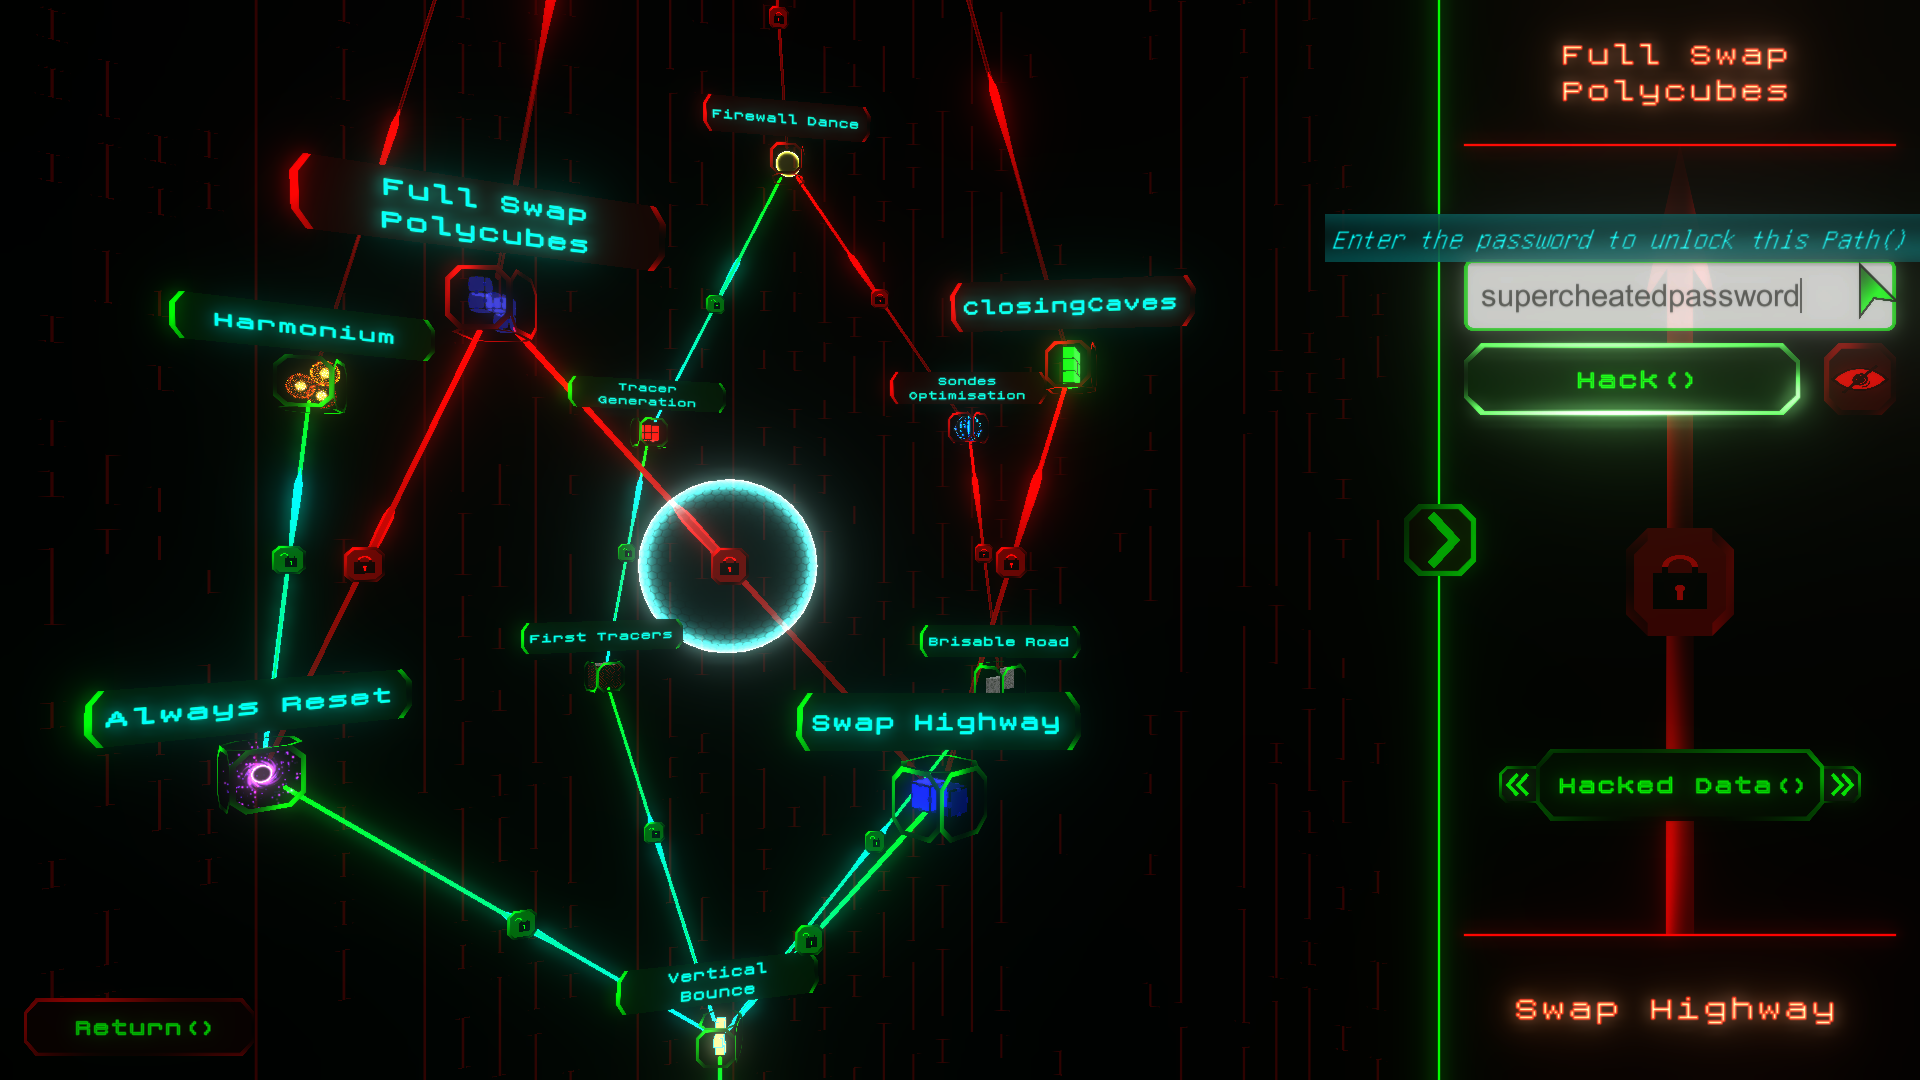 Firewall Dance
Full Swap
Polycubes
Harmonium
ClosingCaves
Tracer
Generation
Sondes
Optimisation
First Tracers
Brisable Road
Always Reset
Swap Highway
Vertical
Bounce
Return()
Full Swap
Polycubes
Enter the password to unlock this Path()
supercheatedpassword
Hack()
Hacked Data()
Swap Highway